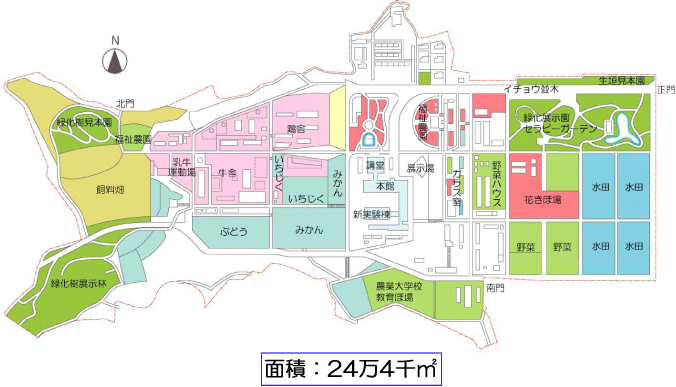 N
生垣見本園
イチョウ並木
正門
北門
緑化樹見本園
福祉農園
鶏舎
福祉農園
緑化展示園
セラピーガーデン
乳牛
運動場
牛舎
いちじく
いちじく
みかん
講堂
本館
展示場
ガラス室
野菜ハウス
水田
水田
飼料畑
花きほ場
ぶどう
みかん
新実験棟
野菜
野菜
水田
水田
緑化樹展示林
農業大学校
教育ほ場
南門
面積：24万4千㎡